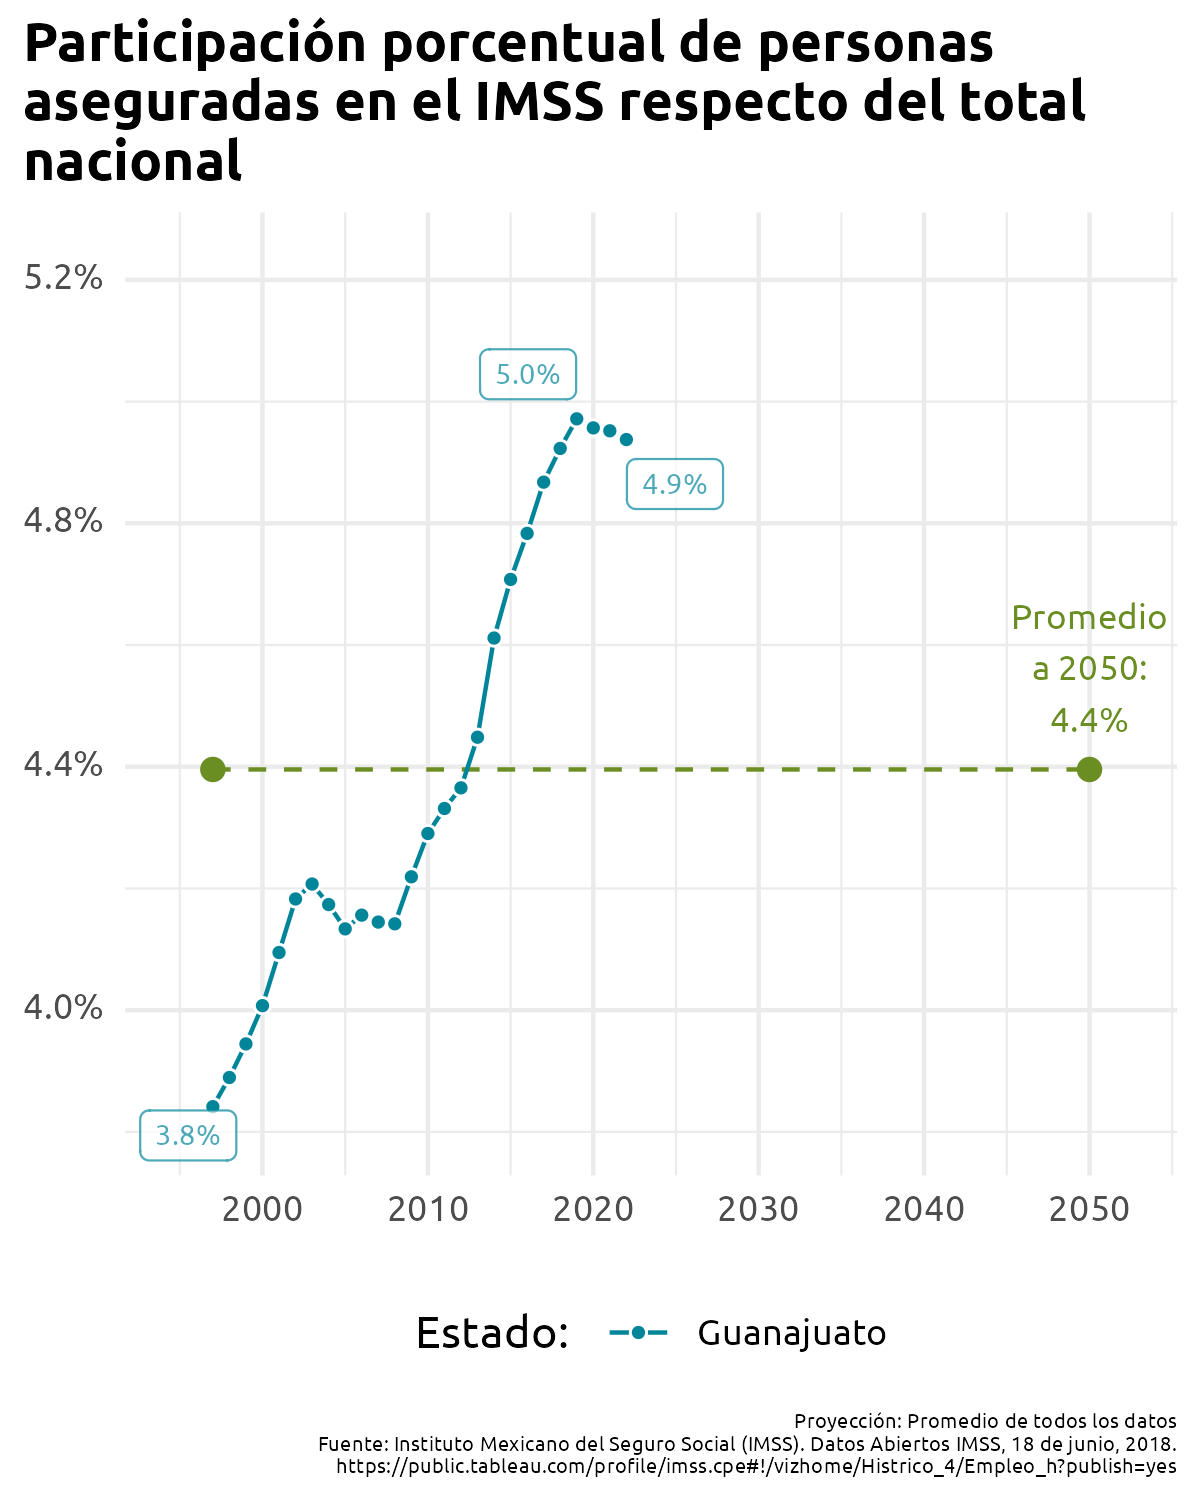 Participación porcentual de personas
aseguradas en el IMSS respecto del total
nacional
5.2%
5.0%
4.9%
4.8%
Promedio
a 2050:
4.4%
4.4%
4.0%
3.8%
2000 2010 2020 2030 2040 2050
Estado: Guanajuato
Proyección: Promedio de todos los datos
Fuente: Instituto Mexicano del Seguro Social (IMSS). Datos Abiertos IMSS, 18 de junio, 2018.
https://public.tableau.com/profile/imss.cpe#!/vizhome/Histrico_4/Empleo_h?publish=yes